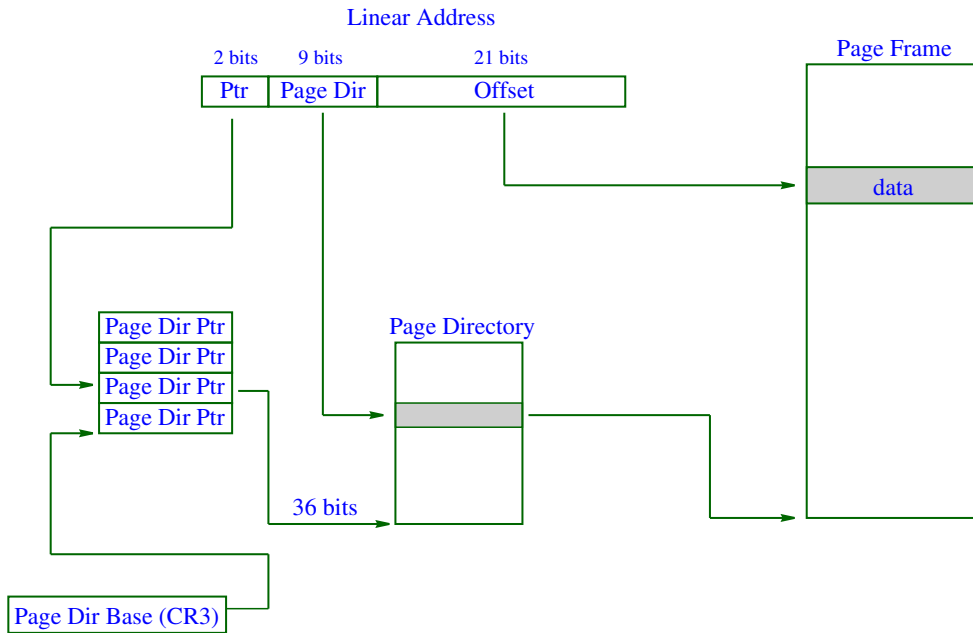 Linear Address
2 bits 9 bits 21 bits
Ptr Page Dir Offset
Page Frame
data
Page Dir Ptr
Page Dir Ptr
Page Dir Ptr
Page Dir Ptr
Page Directory
36 bits
Page Dir Base (CR3)